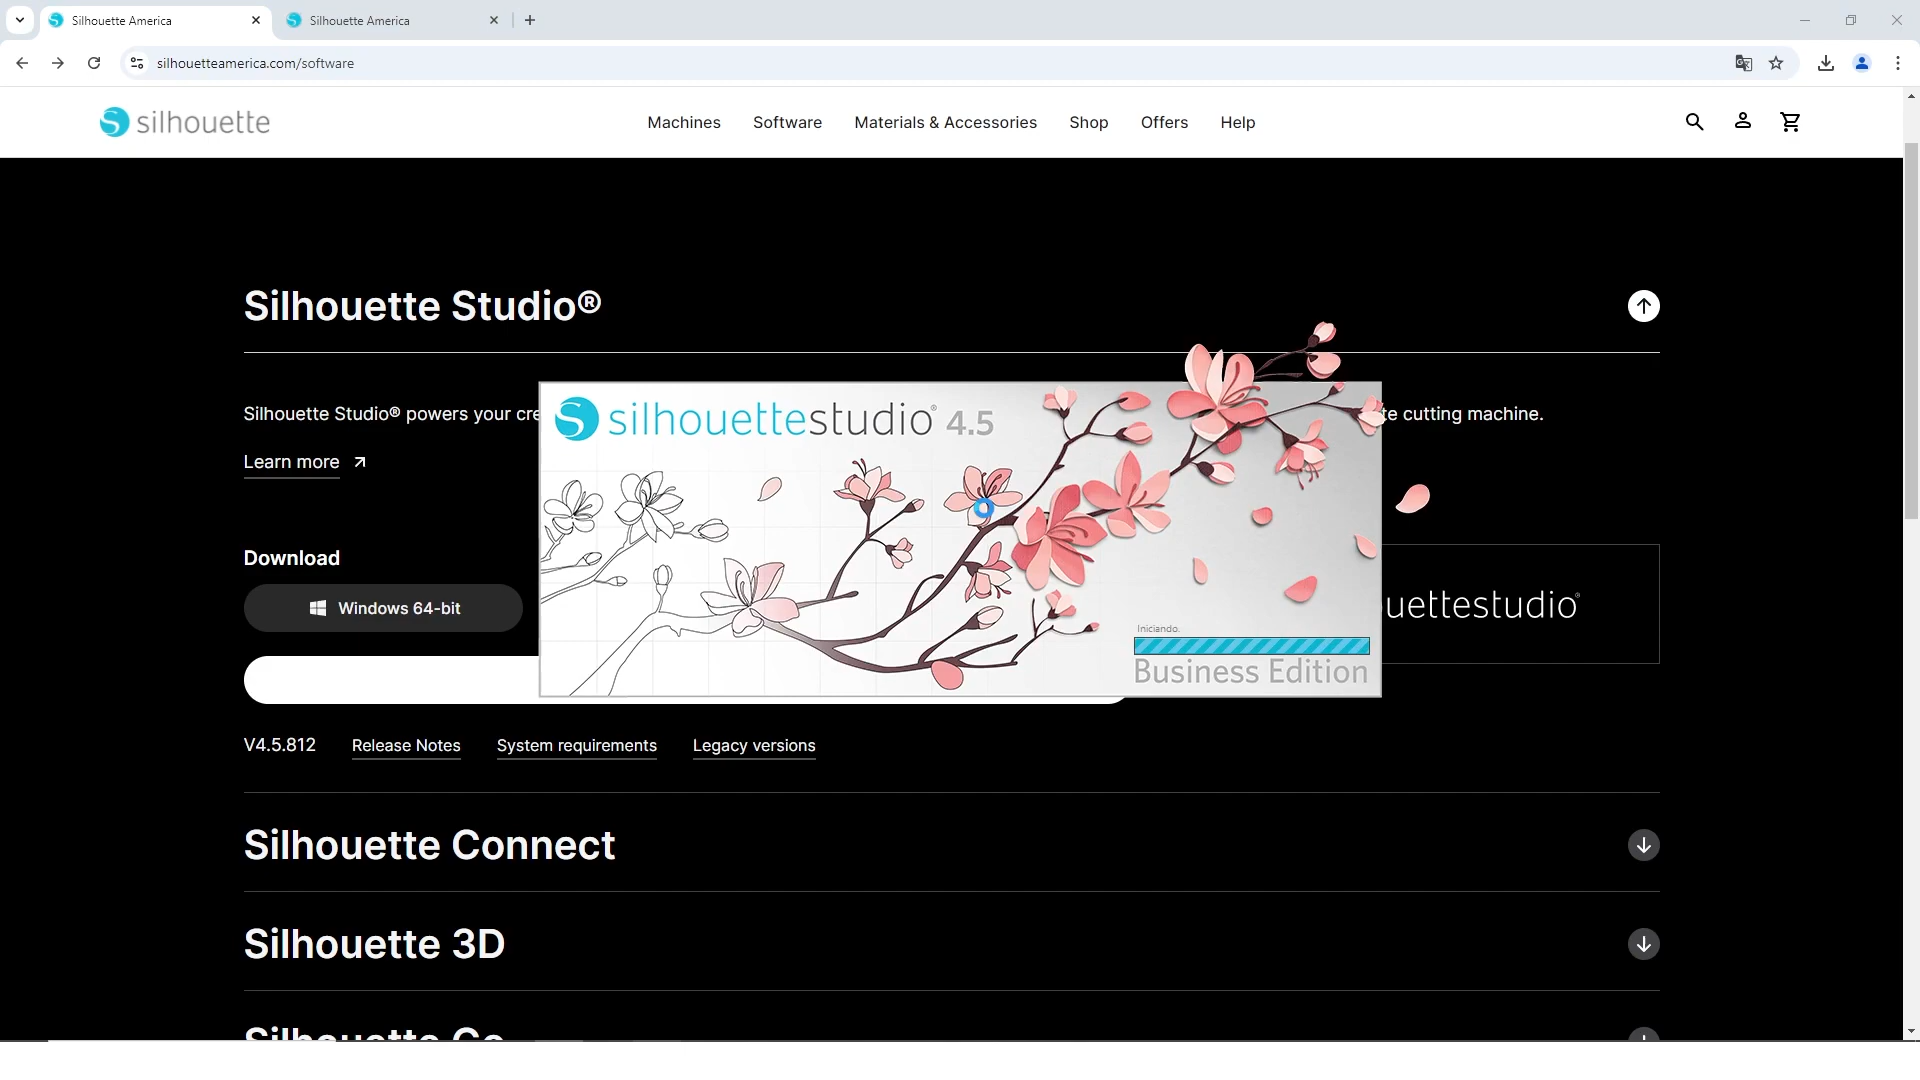 Silhouette America
Silhouette America
silhouetteamerica.com/software
silhouette
Machines
Software
Materials & Accessories
Shop
Offers
Help
Silhouette Studio®
Silhouette Studio® powers your cre
te cutting machine.
Learn more
silhouettestudio® 4.5
Iniciando.
Business Edition
Download
Windows 64-bit
uettestudio®
V4.5.812
Release Notes
System requirements
Legacy versions
Silhouette Connect
Silhouette 3D
Silhouette Go